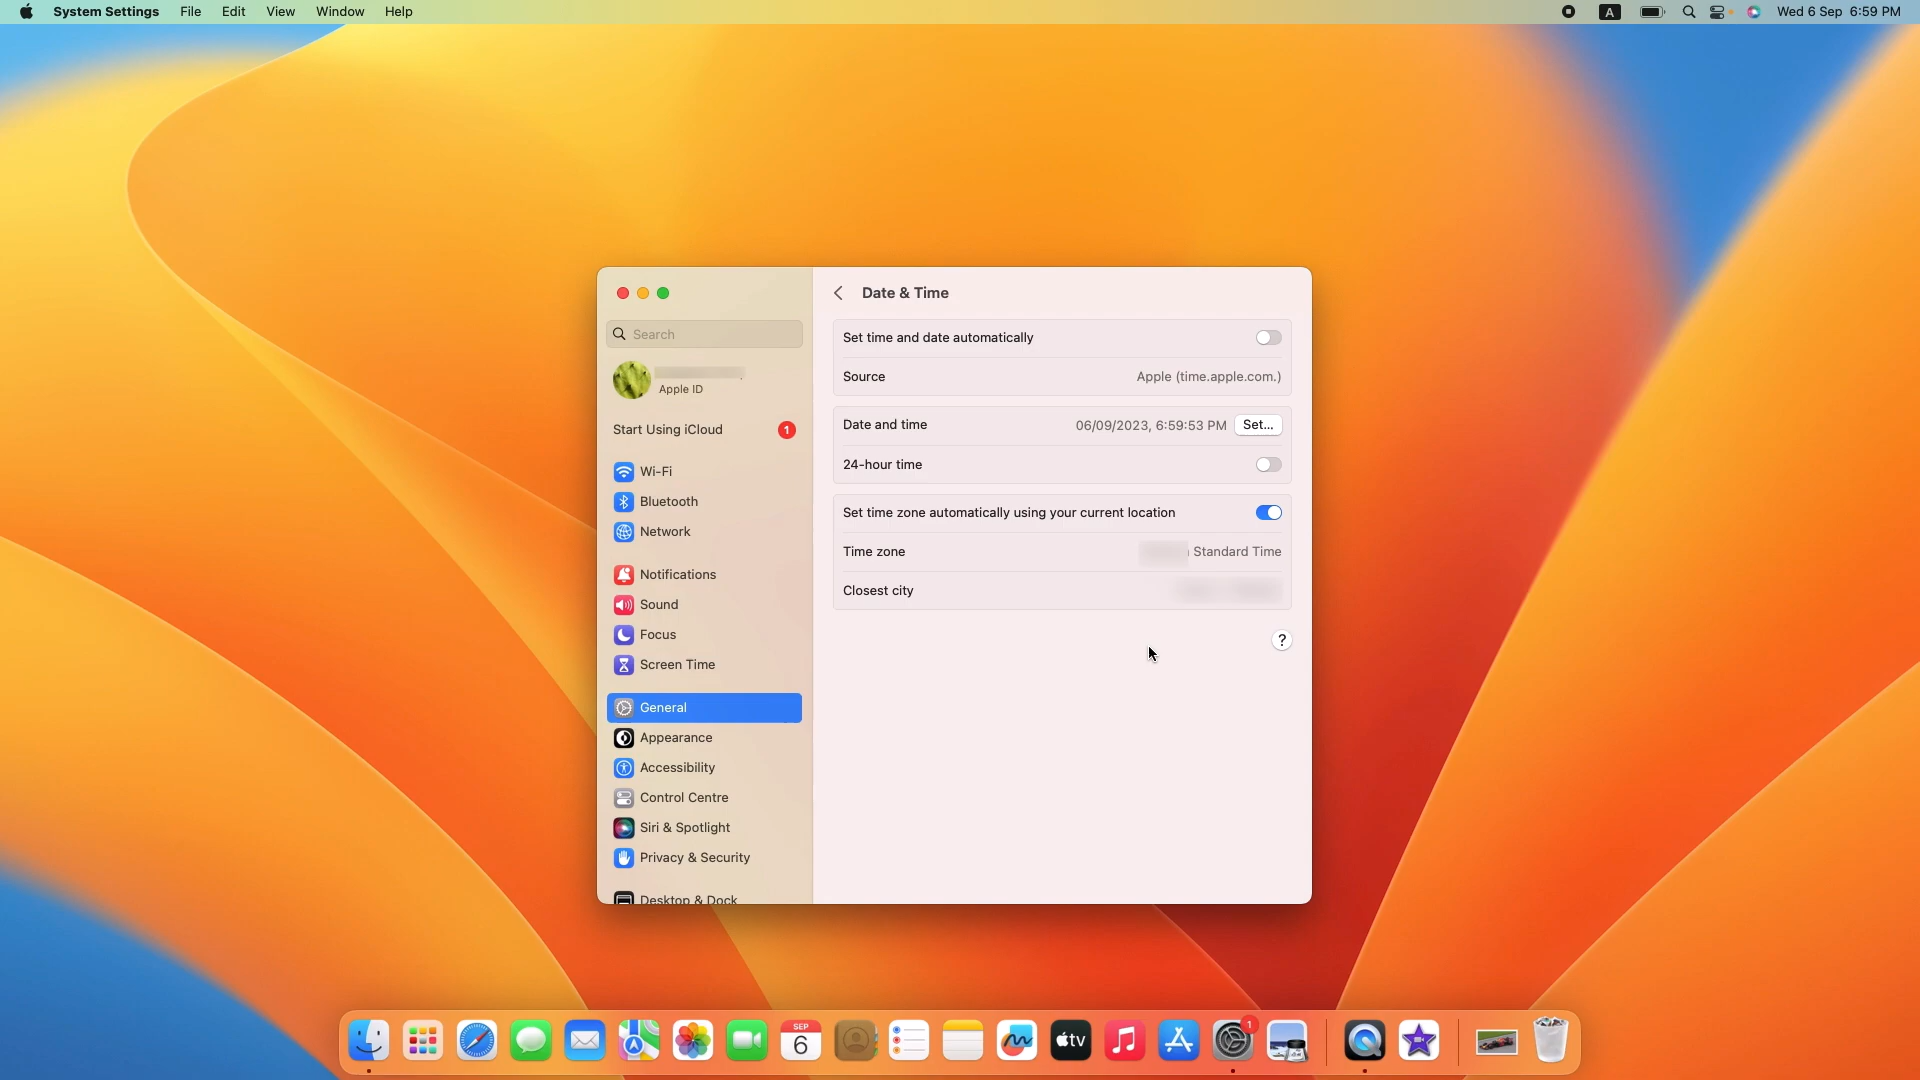 System Settings File Edit View Window Help A Wed 6 Sep 6:59 PM
Date & Time
Search
Set time and date automatically
Source Apple (time.apple.com.)
Apple ID
Date and time 06/09/2023, 6:59:53 PM Set...
Start Using iCloud 1
24-hour time
Wi-Fi
Bluetooth
Set time zone automatically using your current location
Network
Time zone Standard Time
Notifications
Closest city
Sound
Focus
?
Screen Time
General
Appearance
Accessibility
Control Centre
Siri & Spotlight
Privacy & Security
Desktop & Dock
SEP
6
tv
1